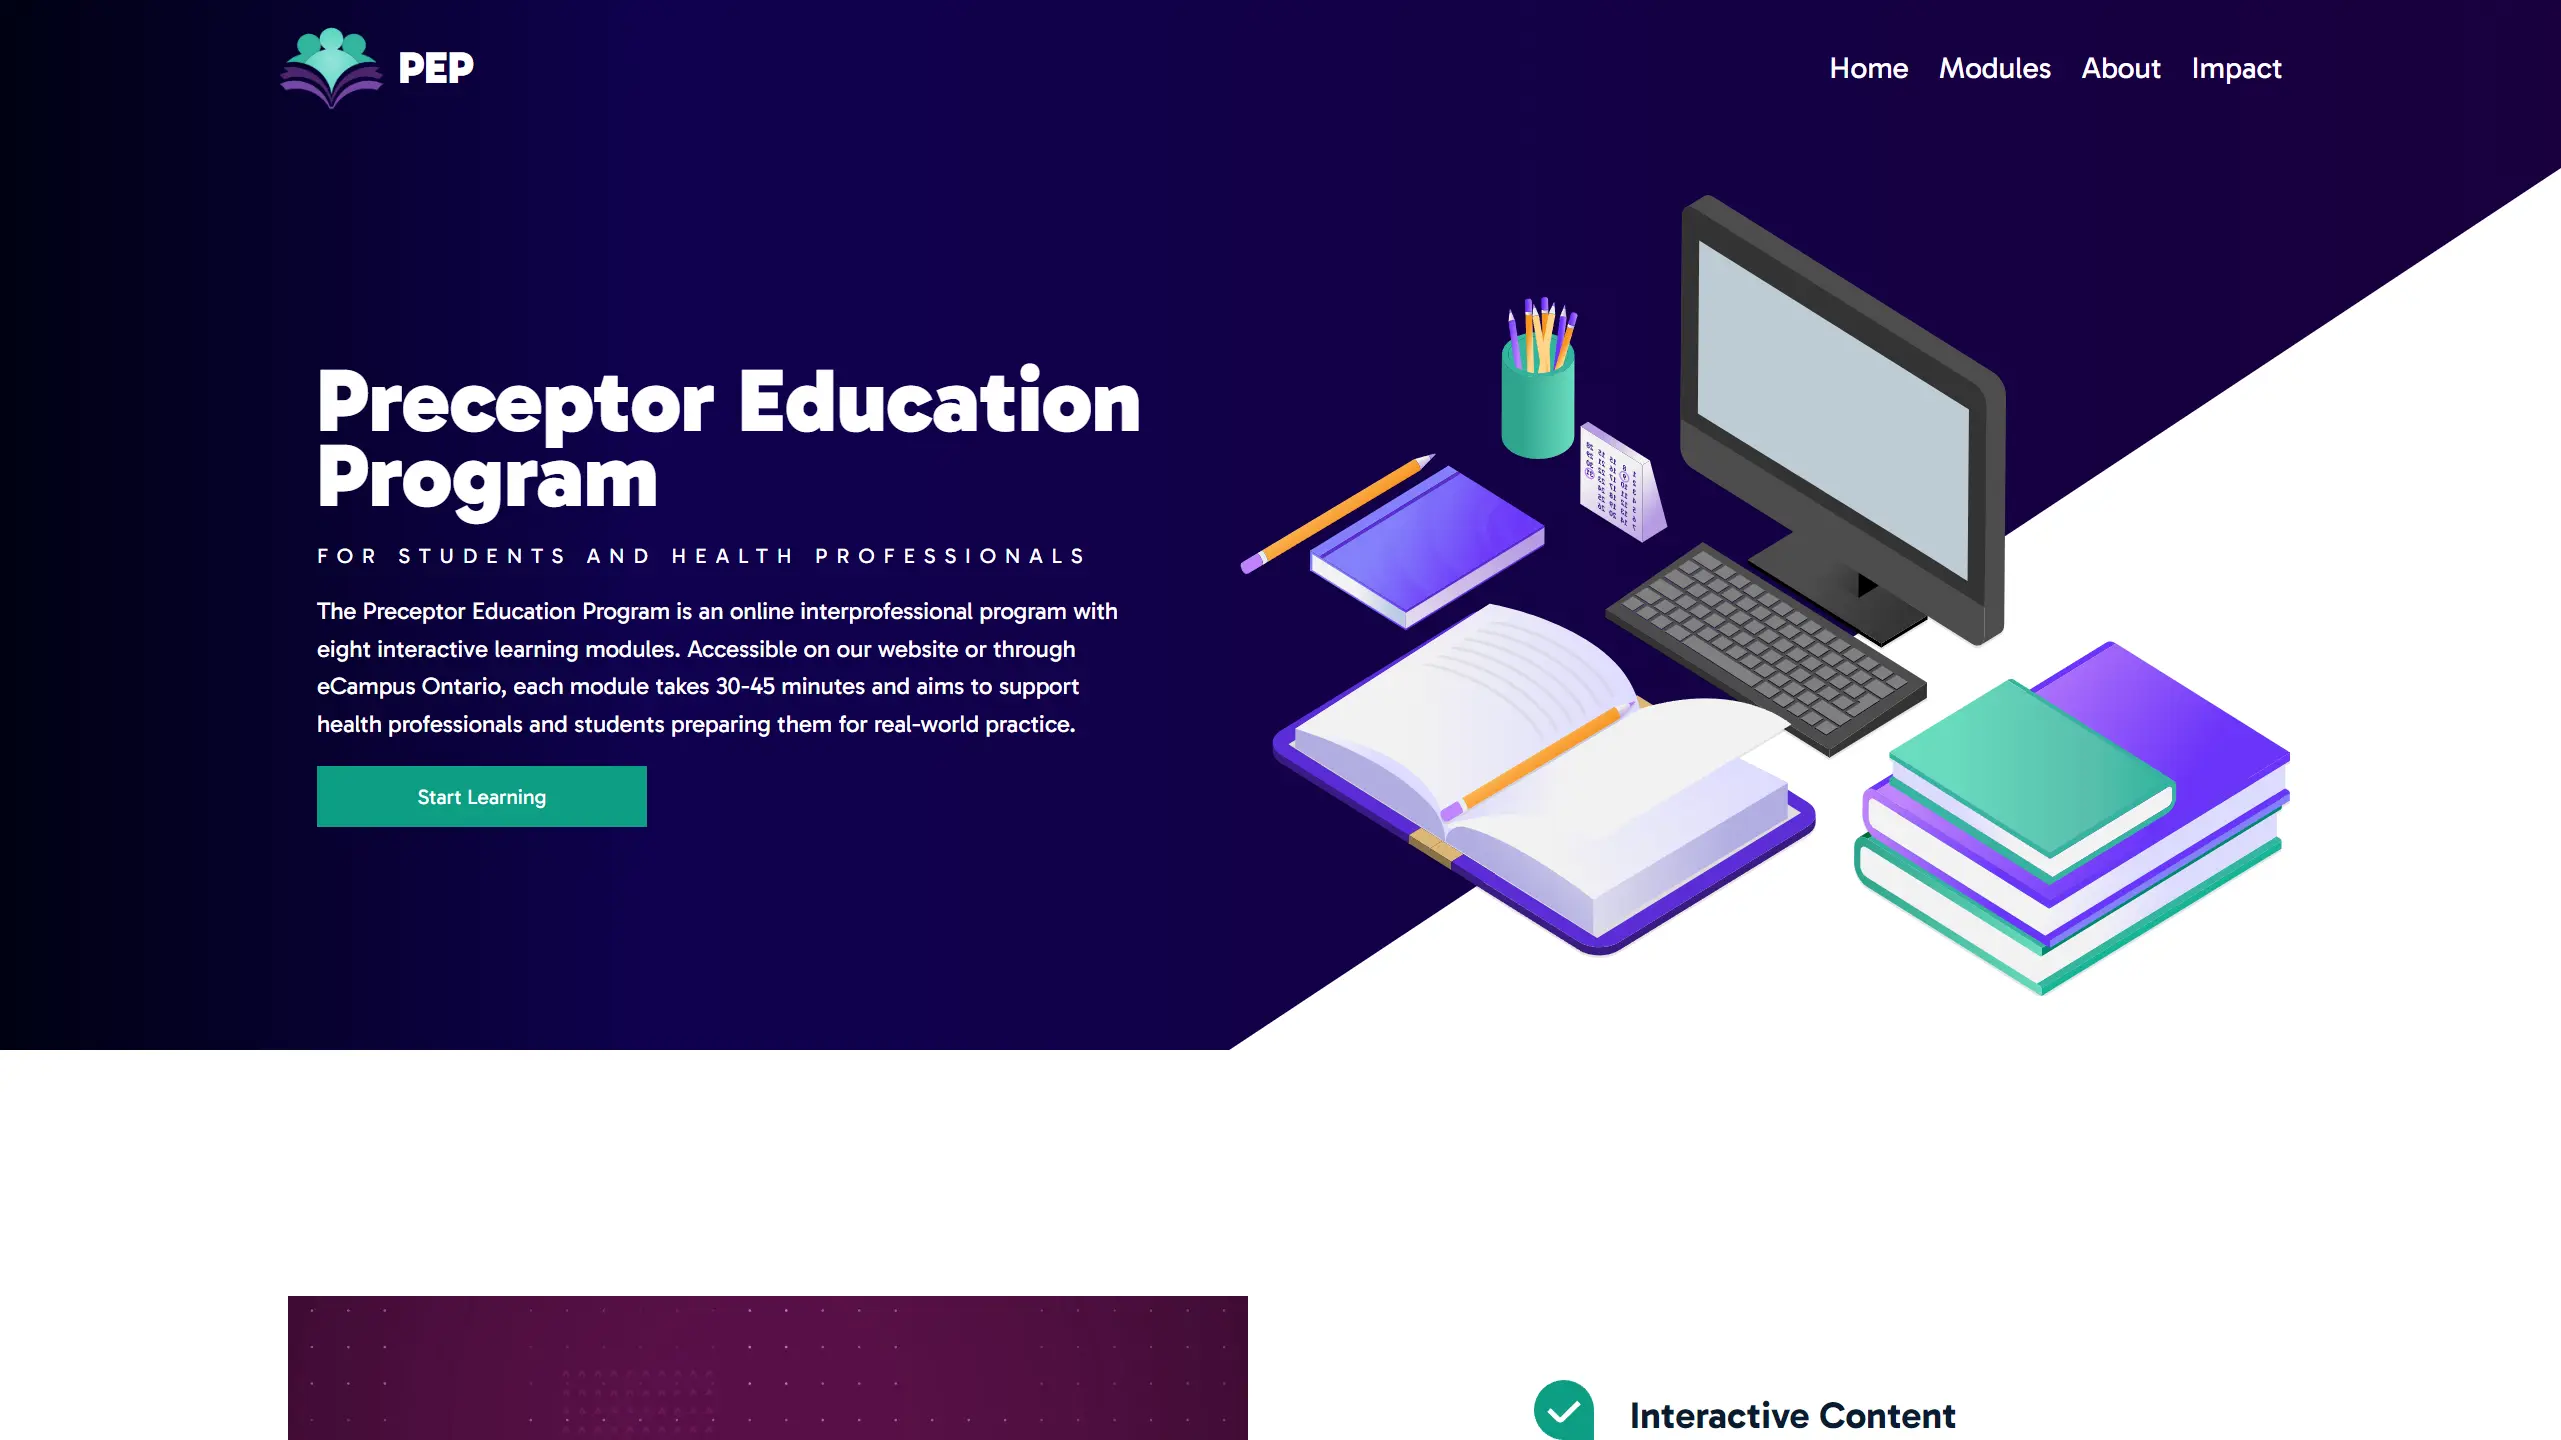 PEP
Home Modules About Impact
Preceptor Education
Program
FOR STUDENTS AND HEALTH PROFESSIONALS
The Preceptor Education Program is an online interprofessional program with
eight interactive learning modules. Accessible on our website or through
eCampus Ontario, each module takes 30-45 minutes and aims to support
health professionals and students preparing them for real-world practice.
Start Learning
Interactive Content